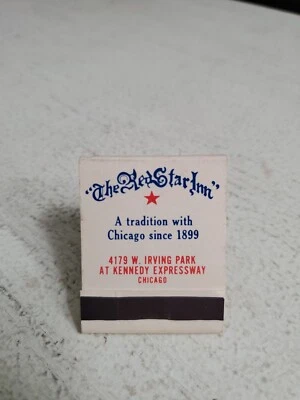 "The Red Star Inn"
A tradition with
Chicago since 1899
4179 W. IRVING PARK
AT KENNEDY EXPRESSWAY
CHICAGO